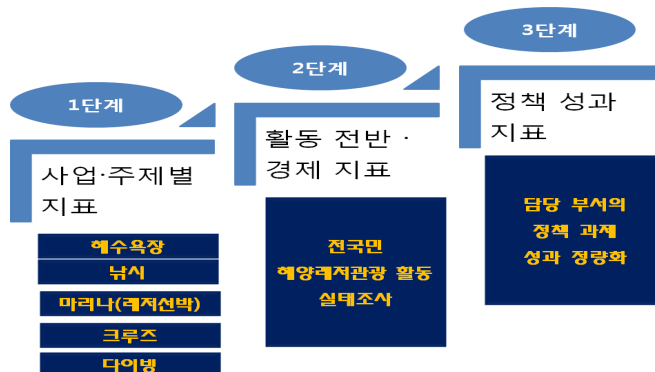 1단계
사업·주제별
지표
해수욕장
낚시
마리나(레저선박)
크루즈
다이빙
2단계
활동 전반 ·
경제 지표
전국민
해양레저관광 활동
실태조사
3단계
정책 성과
지표
담당 부서의
정책 과제
성과 정량화